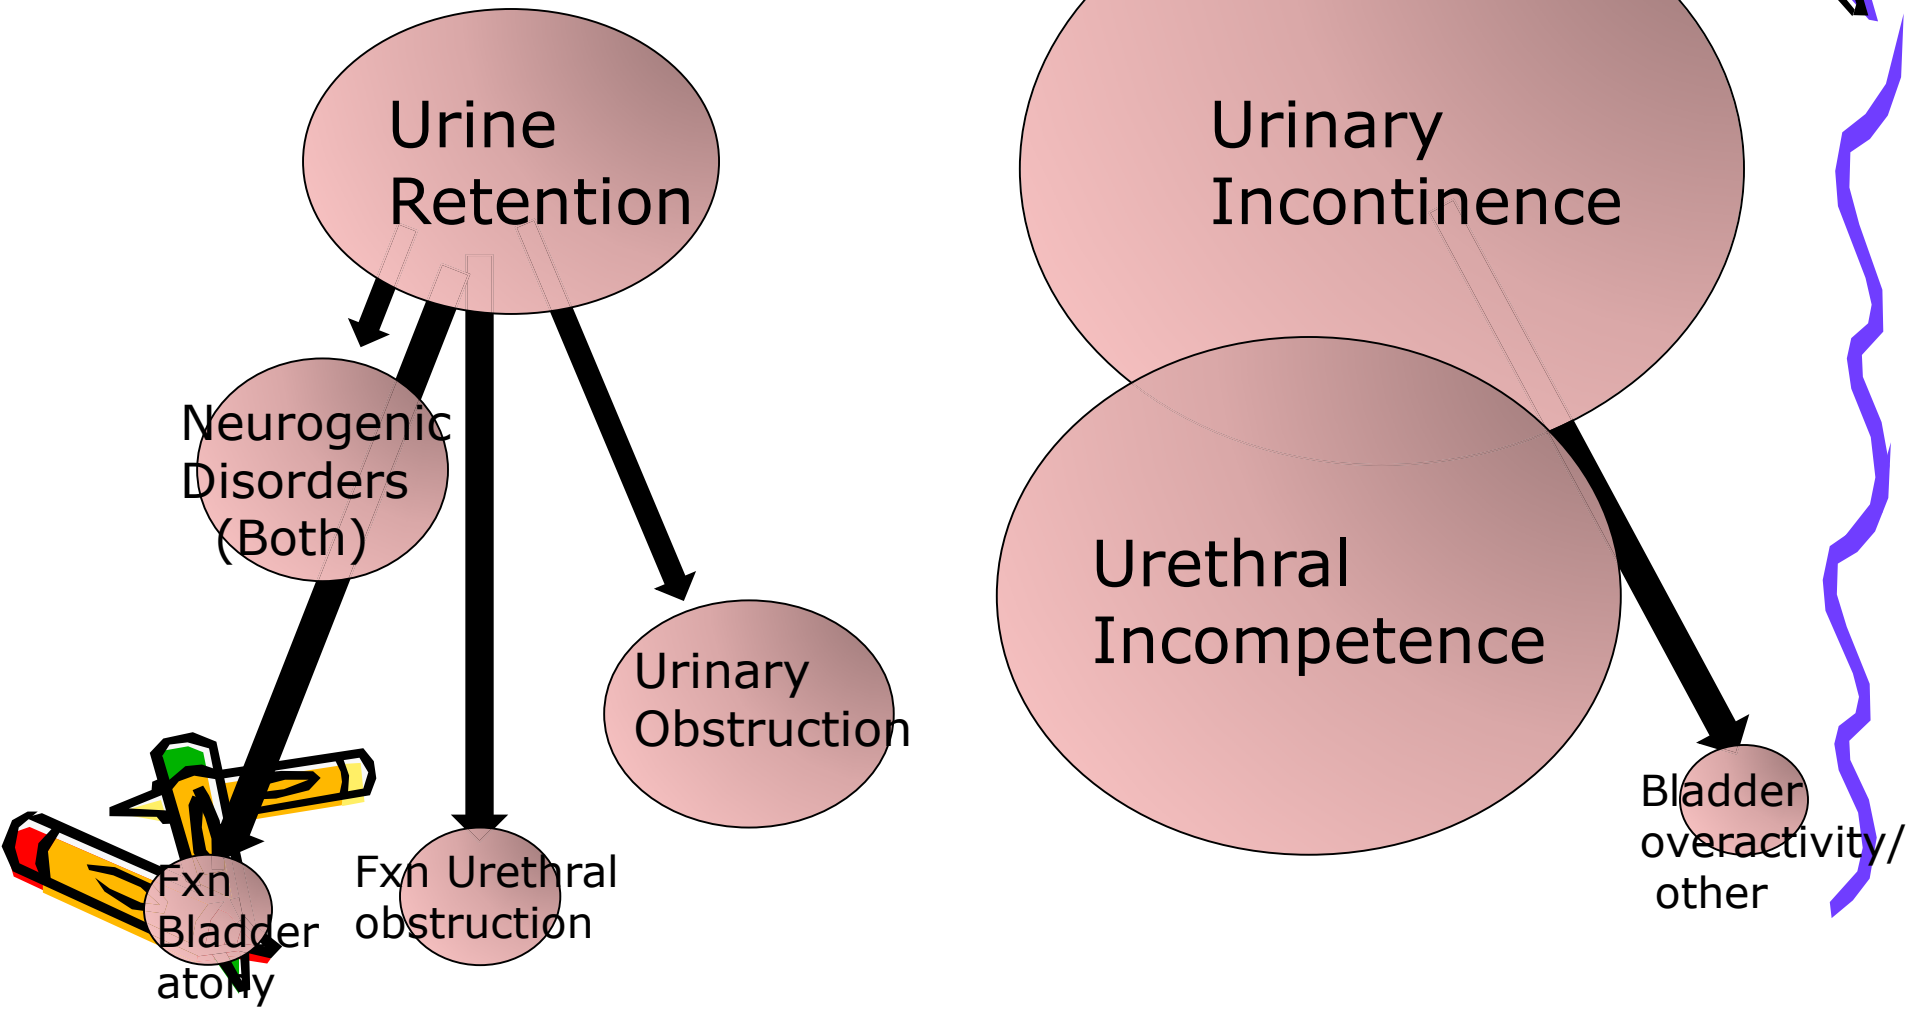 Urine
Retention
Urinary
Incontinence
Neurogenic
Disorders
(Both)
Urethral
Incompetence
Urinary
Obstruction
Bladder
overactivity/
other
Fxn Urethral
obstruction
Fxn
Bladder
atony